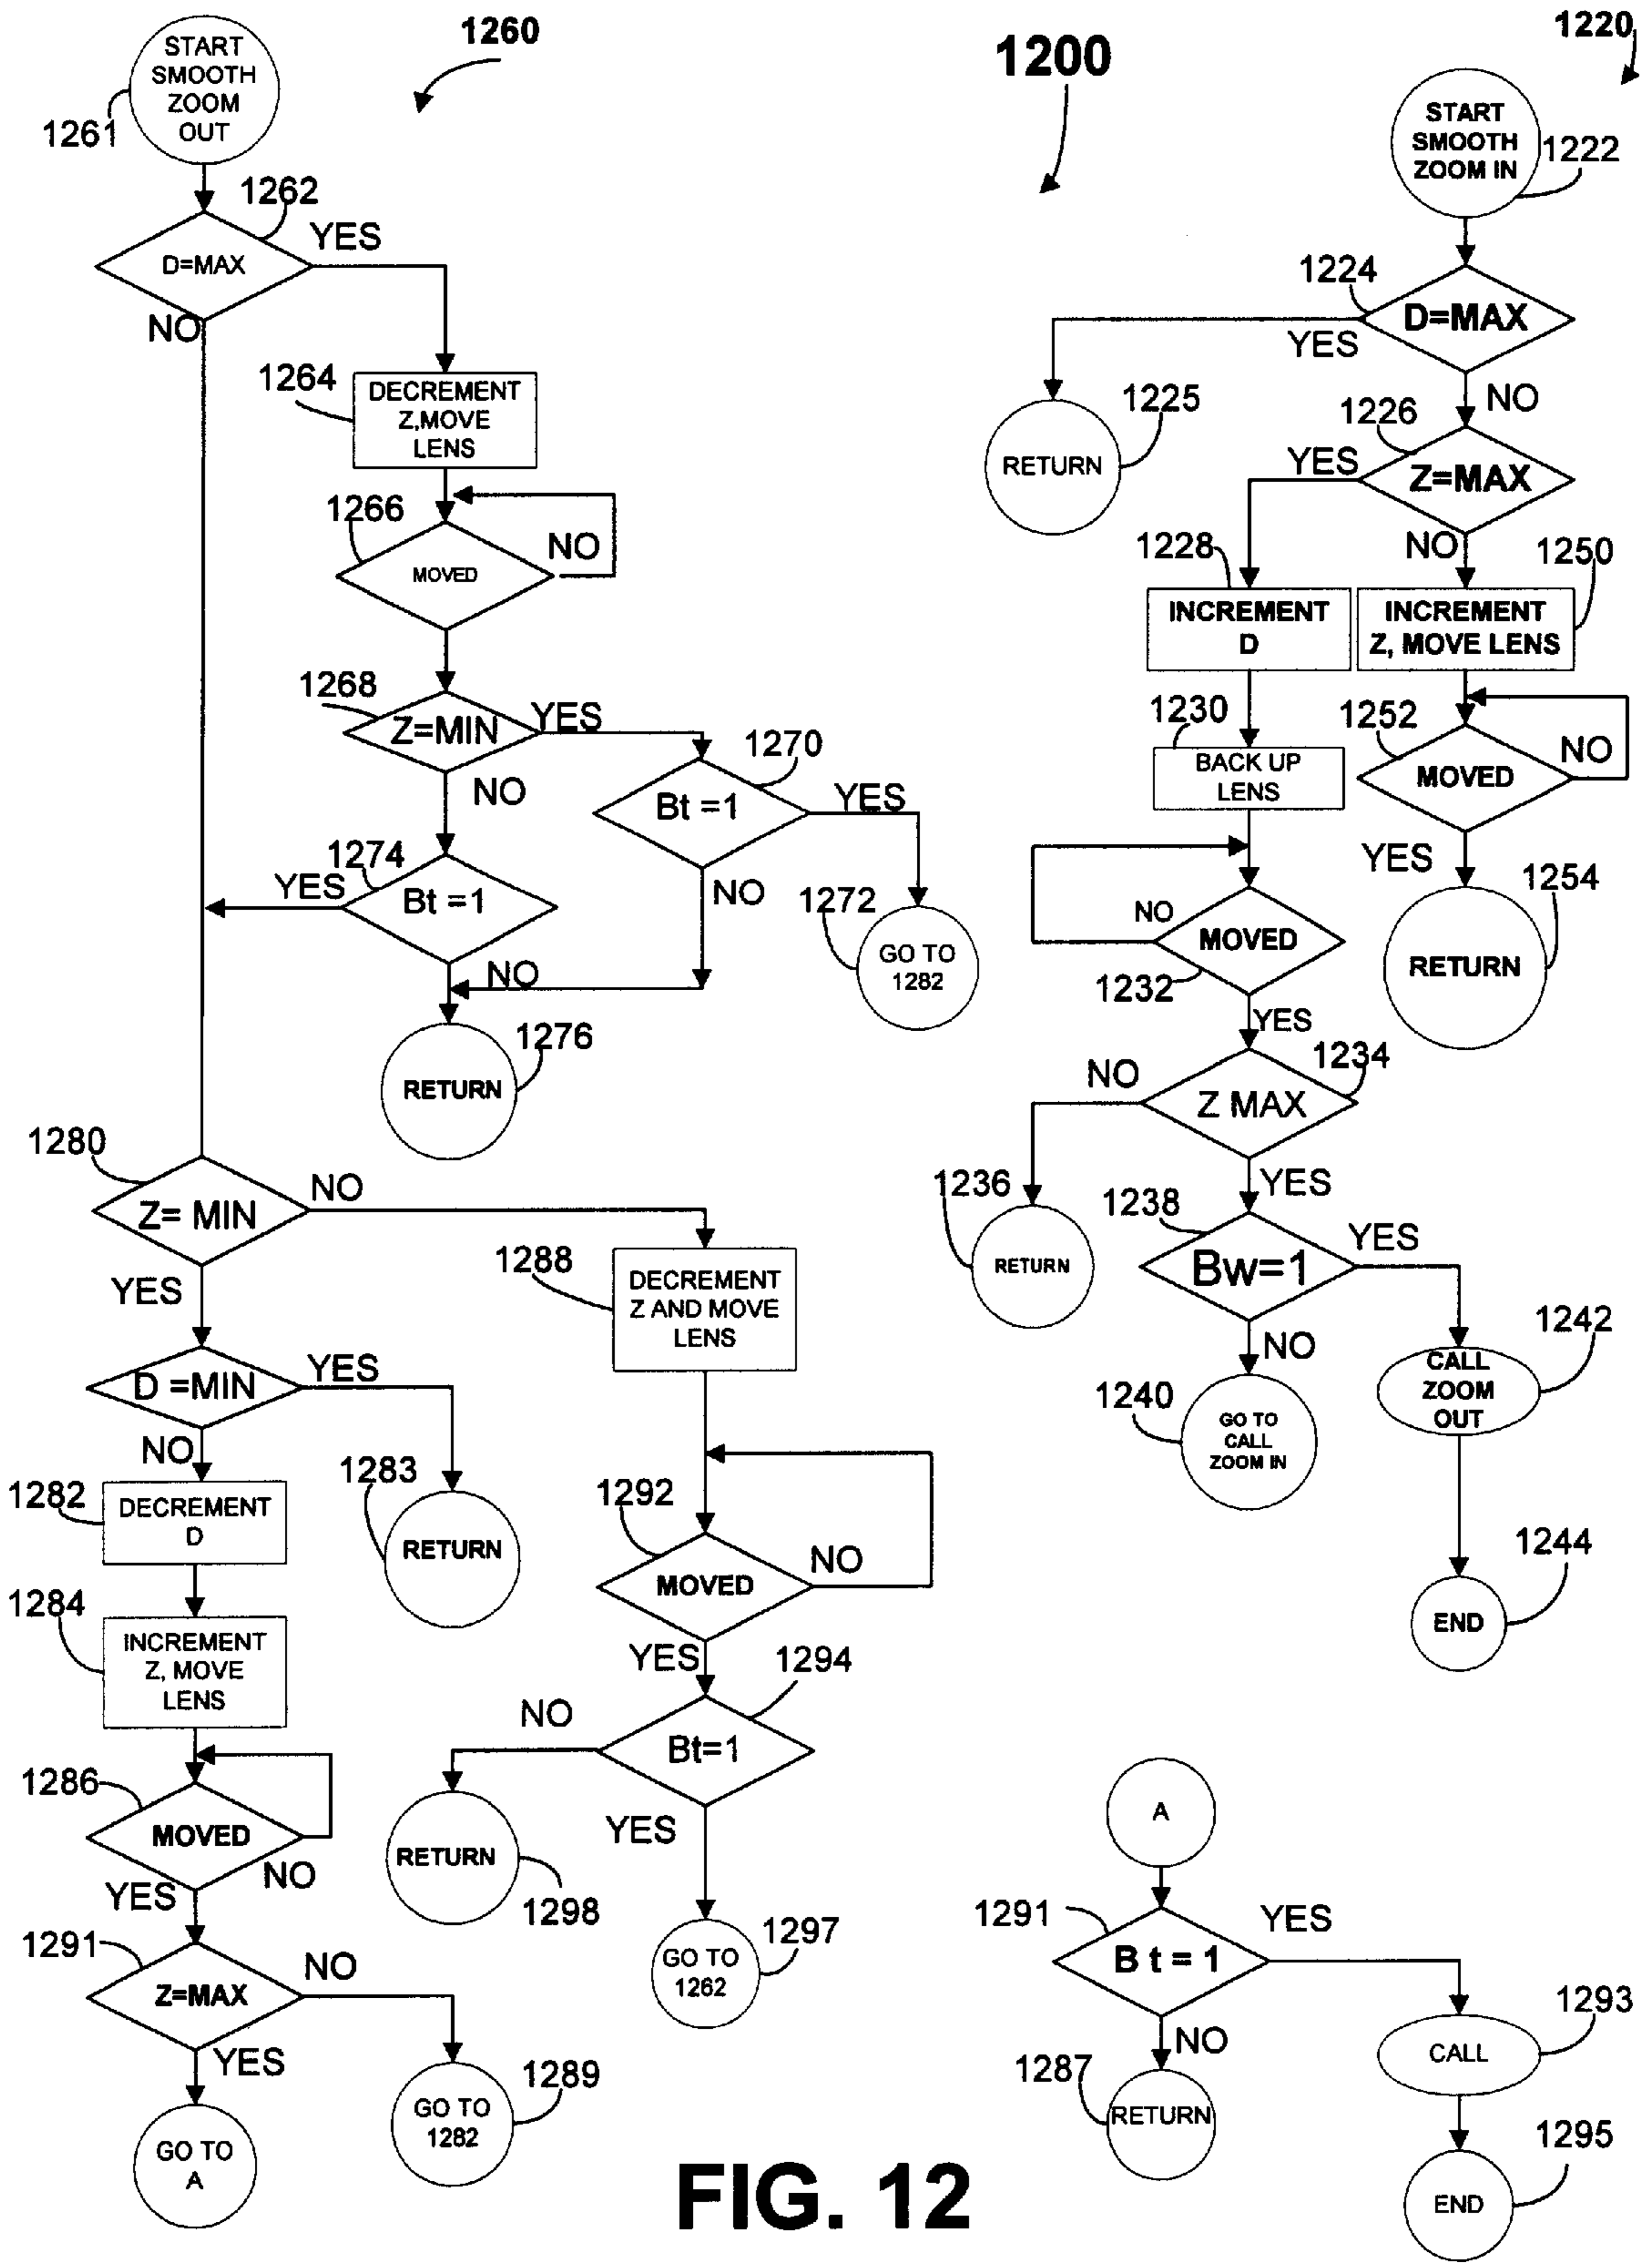 1260
START
SMOOTH
ZOOM
OUT
1261
1262
D=MAX
YES
NO
1264
DECREMENT
Z,MOVE
LENS
1266
MOVED
NO
1268
Z=MIN
YES
NO
1270
Bt =1
YES
NO
1272
GO TO
1282
1274
Bt =1
YES
NO
1276
RETURN
1280
Z= MIN
NO
YES
D =MIN
YES
NO
1283
RETURN
1282
DECREMENT
D
1284
INCREMENT
Z, MOVE
LENS
1286
MOVED
NO
YES
1291
Z=MAX
NO
YES
1289
GO TO
1282
GO TO
A
1288
DECREMENT
Z AND MOVE
LENS
1292
MOVED
NO
YES
1294
Bt=1
NO
YES
RETURN
1298
GO TO
1262
1297
1200
1220
START
SMOOTH
ZOOM IN
1222
1224
D=MAX
YES
NO
1225
RETURN
1226
Z=MAX
YES
NO
1228
INCREMENT
D
1250
INCREMENT
Z, MOVE LENS
1230
BACK UP
LENS
1252
MOVED
NO
YES
1254
RETURN
NO
MOVED
1232
YES
1234
Z MAX
NO
YES
1236
RETURN
1238
Bw=1
YES
NO
1240
GO TO
CALL
ZOOM IN
1242
CALL
ZOOM
OUT
1244
END
A
1291
B t = 1
YES
NO
1287
RETURN
1293
CALL
1295
END
FIG. 12